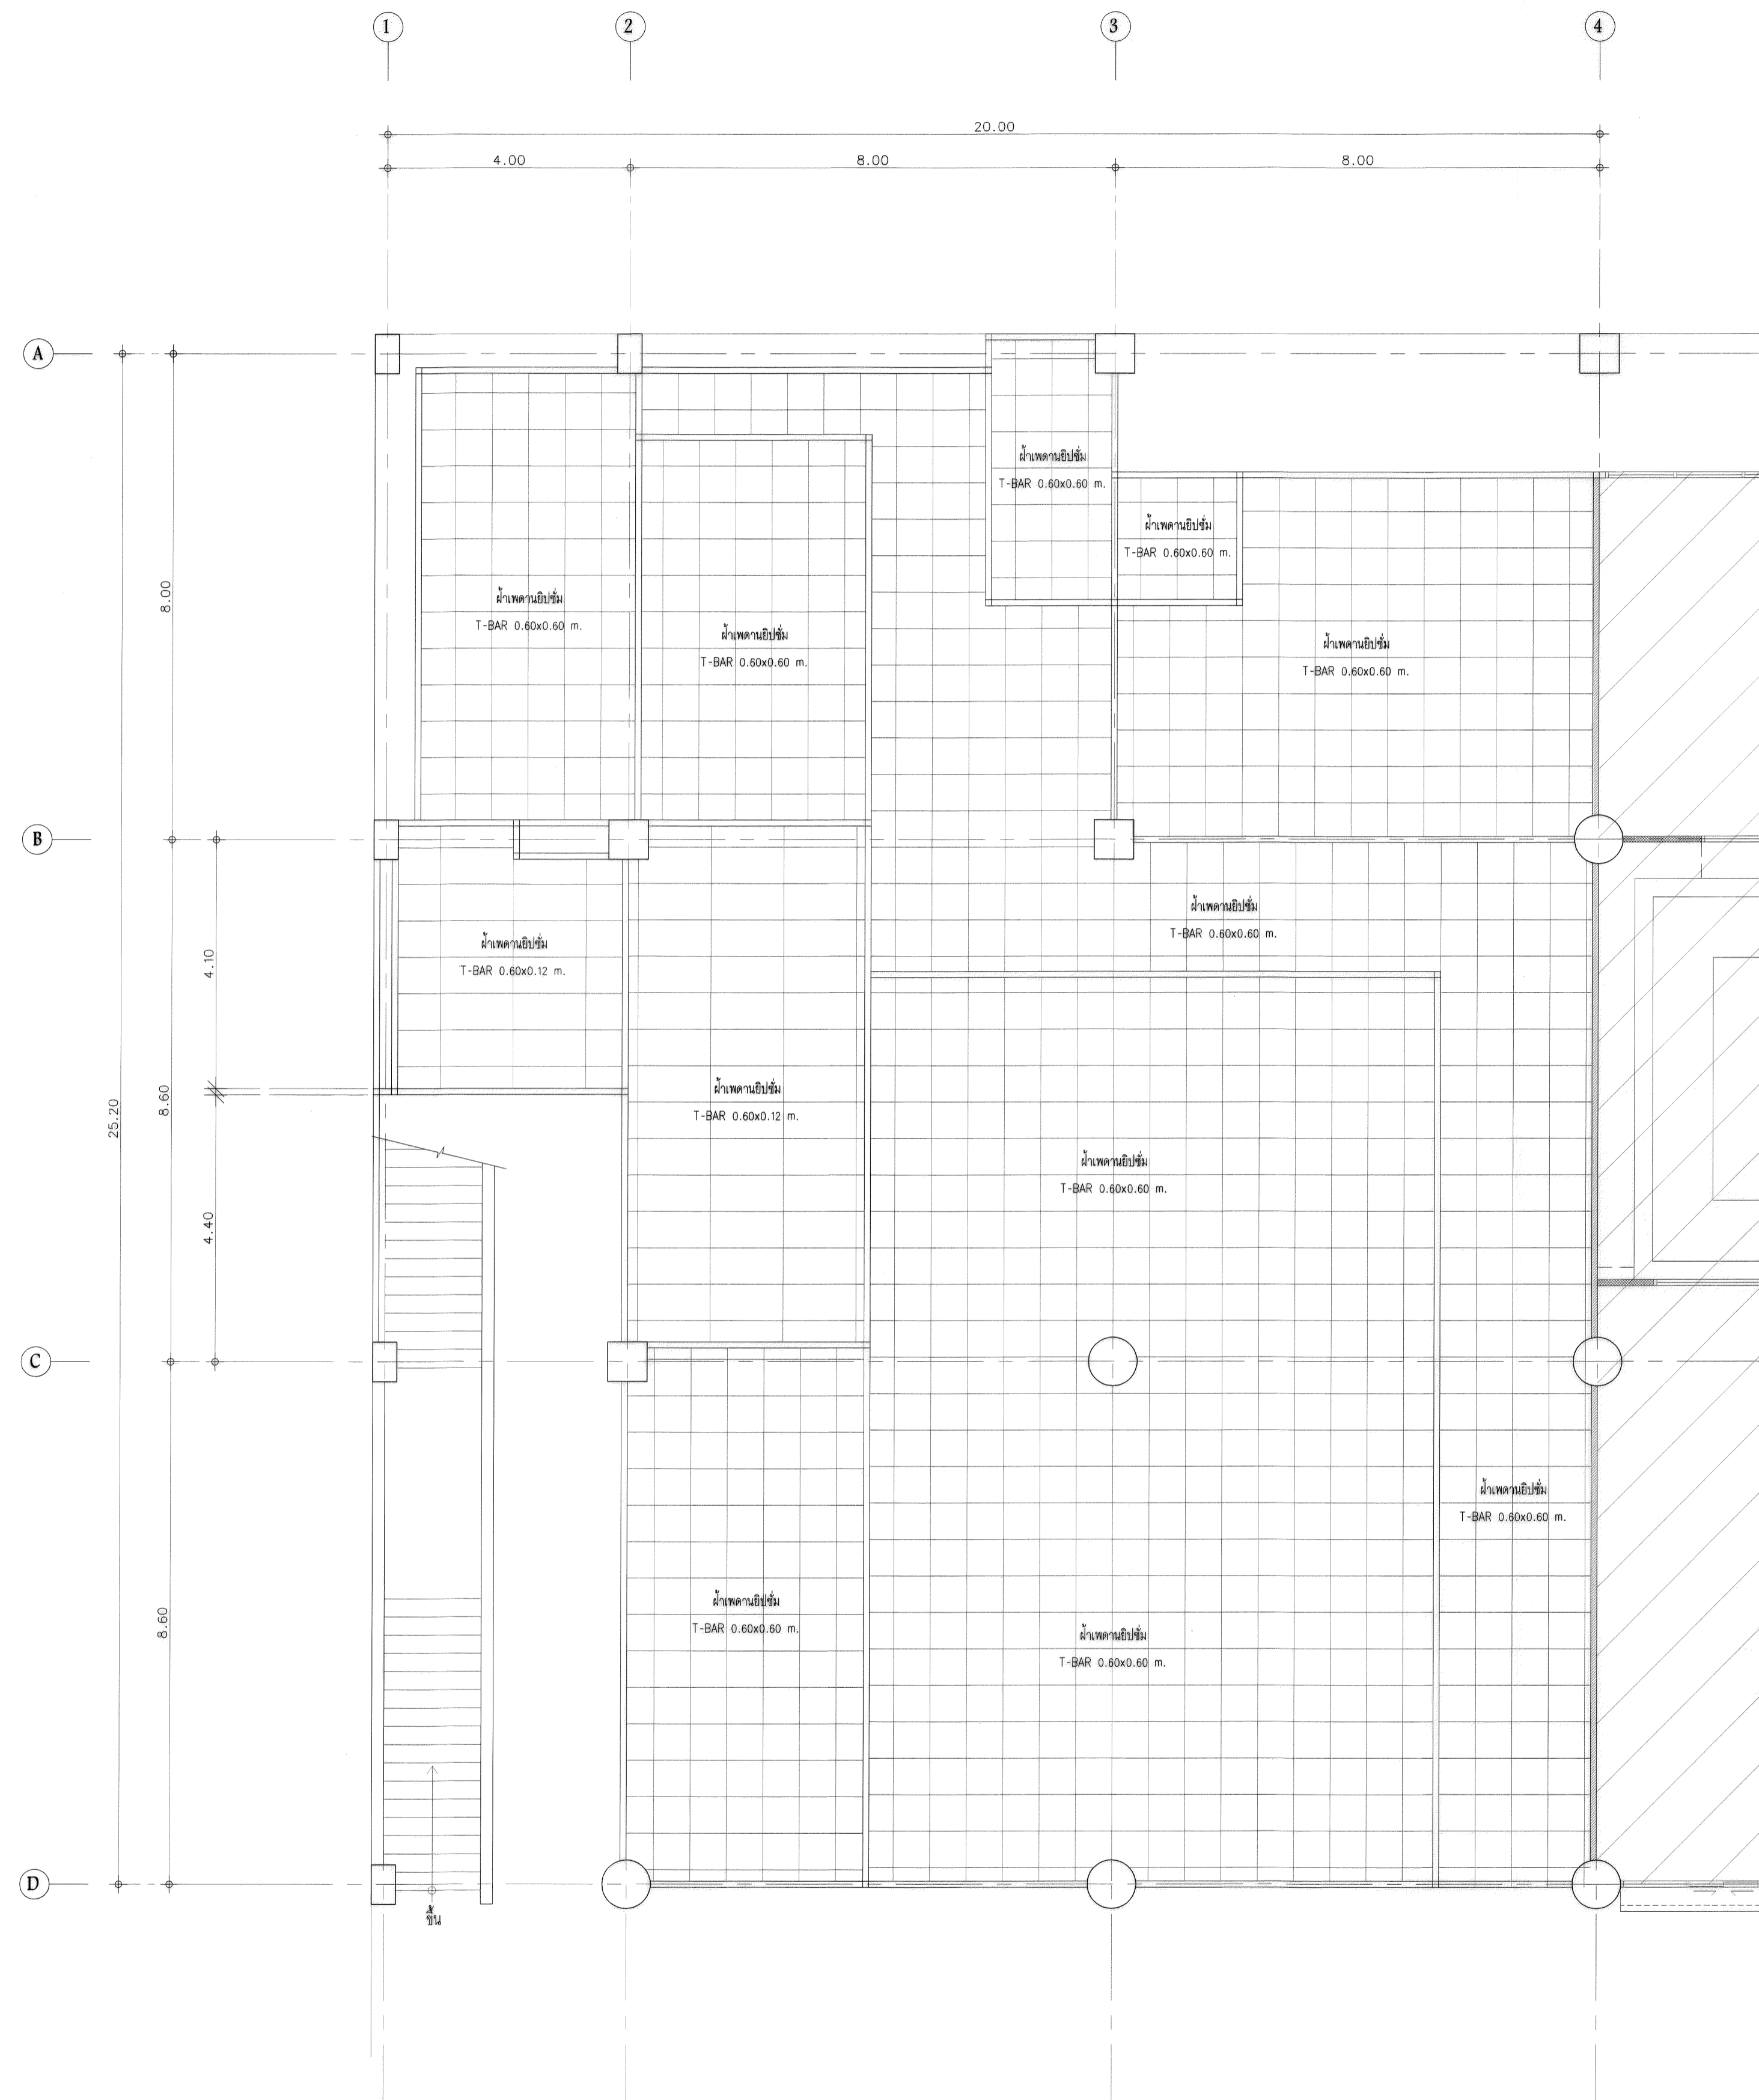 1
2
3
4
20.00
4.00
8.00
8.00
A
ฝ้าเพดานยิปซั่ม
T-BAR 0.60x0.60 m.
ฝ้าเพดานยิปซั่ม
T-BAR 0.60x0.60 m.
8.00
ฝ้าเพดานยิปซั่ม
T-BAR 0.60x0.60 m.
ฝ้าเพดานยิปซั่ม
T-BAR 0.60x0.60 m.
ฝ้าเพดานยิปซั่ม
T-BAR 0.60x0.60 m.
B
ฝ้าเพดานยิปซั่ม
T-BAR 0.60x0.60 m.
ฝ้าเพดานยิปซั่ม
T-BAR 0.60x0.12 m.
4.10
25.20
8.60
ฝ้าเพดานยิปซั่ม
T-BAR 0.60x0.12 m.
ฝ้าเพดานยิปซั่ม
T-BAR 0.60x0.60 m.
4.40
C
ฝ้าเพดานยิปซั่ม
T-BAR 0.60x0.60 m.
8.60
ฝ้าเพดานยิปซั่ม
T-BAR 0.60x0.60 m.
ฝ้าเพดานยิปซั่ม
T-BAR 0.60x0.60 m.
D
ขึ้น